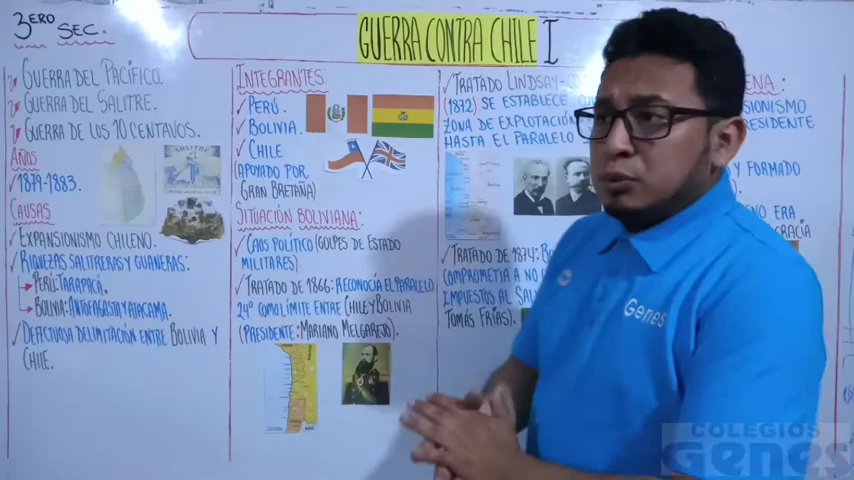 3ERO SEC.
GUERRA CONTRA CHILE I
GUERRA DEL PACÍFICO.
GUERRA DEL SALITRE.
GUERRA DE LOS 10 CENTAVOS.
AÑOS
1879-1883.
CAUSAS
EXPANSIONISMO CHILENO.
RIQUEZAS SALITRERAS Y GUANERAS:
PERÚ: TARAPACÁ.
BOLIVIA: ANTOFAGASTA Y ATACAMA.
DEFECTUOSA DELIMITACIÓN ENTRE BOLIVIA Y
CHILE.
SALITRE
INTEGRANTES
PERÚ.
BOLIVIA.
CHILE
(APOYADO POR
GRAN BRETAÑA)
SITUACIÓN BOLIVIANA:
CAOS POLÍTICO (GOLPES DE ESTADO
MILITARES).
TRATADO DE 1866: RECONOCÍA EL PARALELO
24° COMO LÍMITE ENTRE CHILE Y BOLIVIA
(PRESIDENTE: MARIANO MELGAREJO).
TRATADO LINDSAY-
(1872) SE ESTABLECE
ZONA DE EXPLOTACIÓN
HASTA EL PARALELO
TRATADO DE 1874:
COMPROMETIA A NO
IMPUESTOS AL
TOMÁS FRÍAS).
Y FORMADO
ERA
Genes
COLEGIOS
Genes